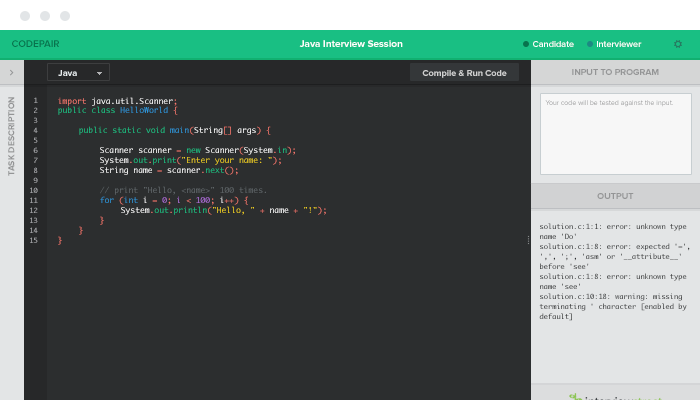 CODEPAIR
Java Interview Session
Candidate
Interviewer
Java
Compile & Run Code
INPUT TO PROGRAM
TASK DESCRIPTION
1 import java.util.Scanner;
2 public class HelloWorld {
3
4 public static void main(String[] args) {
5
6 Scanner scanner = new Scanner(System.in);
7 System.out.print("Enter your name: ");
8 String name = scanner.next();
9
10 // print "Hello, <name>" 100 times.
11 for (int i = 0; i < 100; i++) {
12 System.out.println("Hello, " + name + "!");
13 }
14 }
15 }
Your code will be tested against the input.
OUTPUT
solution.c:1:1: error: unknown type
name 'Do'
solution.c:1:8: error: expected '=',
',', ';', 'asm' or '__attribute__'
before 'see'
solution.c:1:8: error: unknown type
name 'see'
solution.c:10:18: warning: missing
terminating ' character [enabled by
default]